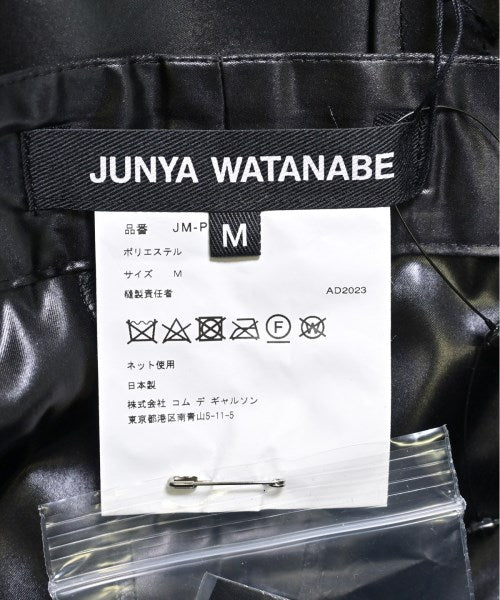 JUNYA WATANABE
M
品番 JM-P
ポリエステル
サイズ M
縫製責任者 AD2023
F W
ネット使用
日本製
株式会社 コム デ ギャルソン
東京都港区南青山5-11-5